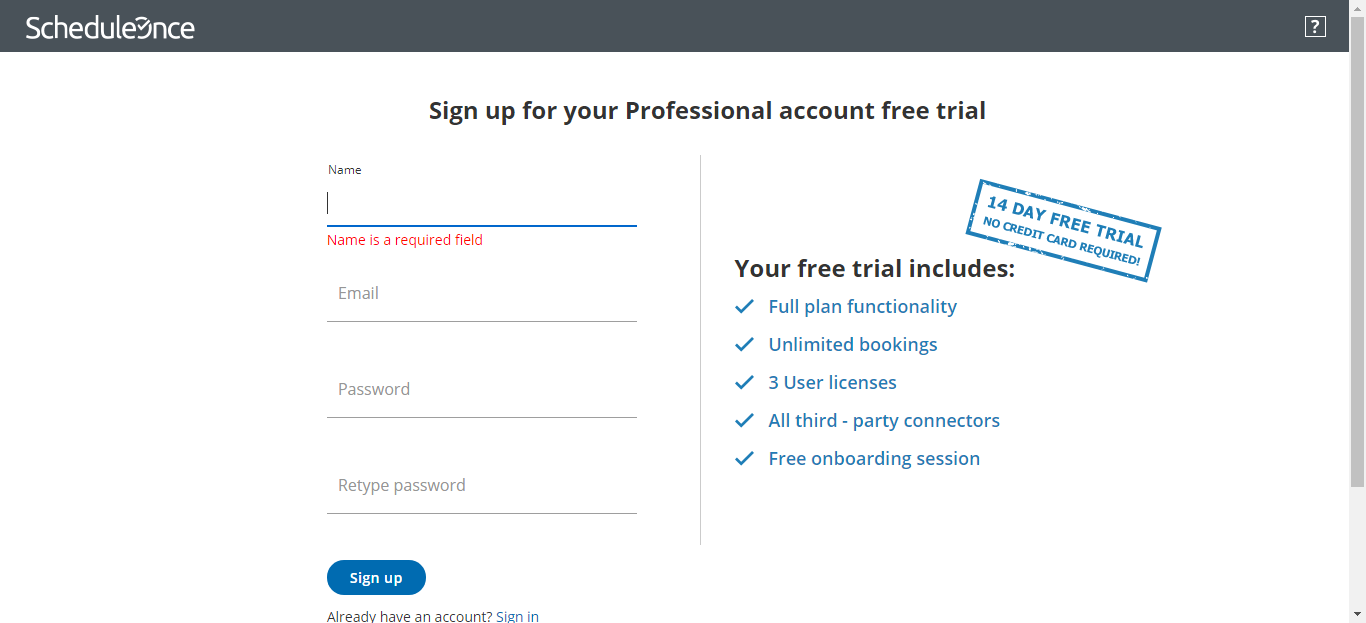 ScheduleOnce
?
Sign up for your Professional account free trial
Name
Name is a required field
Email
Password
Retype password
Sign up
Already have an account? Sign in
14 DAY FREE TRIAL
NO CREDIT CARD REQUIRED!
Your free trial includes:
Full plan functionality
Unlimited bookings
3 User licenses
All third - party connectors
Free onboarding session